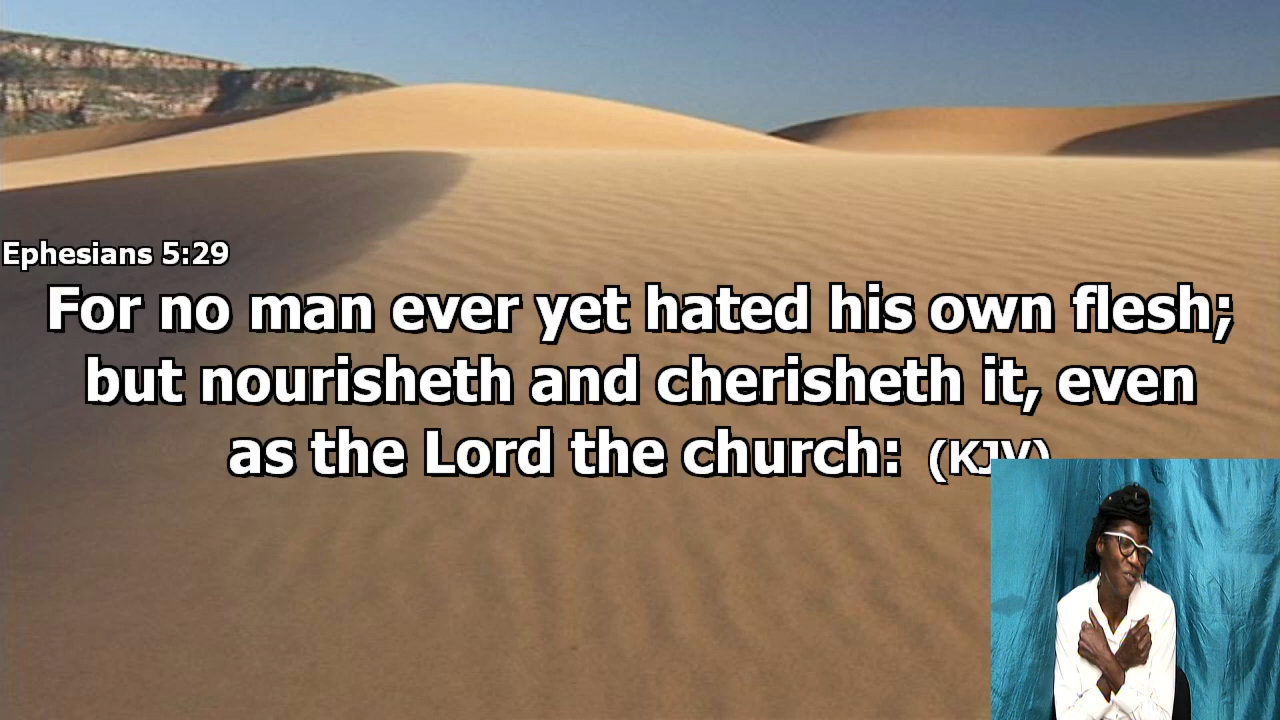 Ephesians 5:29
For no man ever yet hated his own flesh;
but nourisheth and cherisheth it, even
as the Lord the church: (KJV)